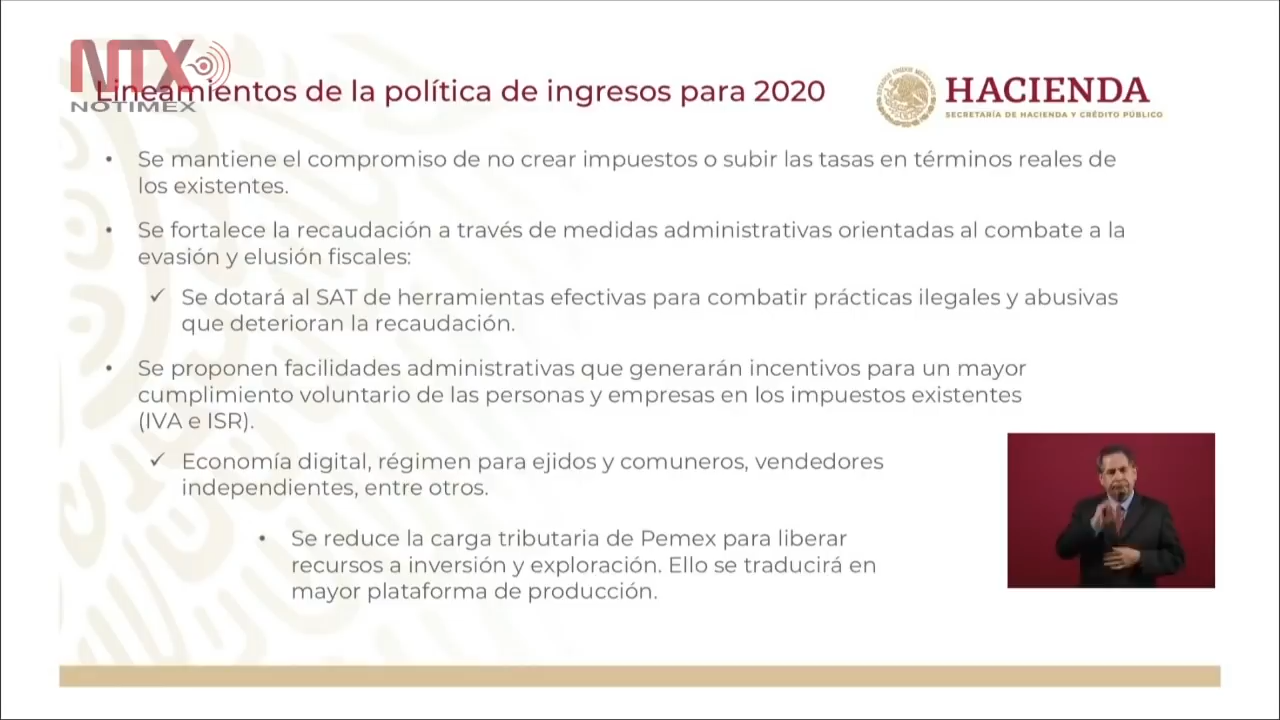 NTX
NOTIMEX
Lineamientos de la política de ingresos para 2020
HACIENDA
SECRETARÍA DE HACIENDA Y CRÉDITO PÚBLICO
• Se mantiene el compromiso de no crear impuestos o subir las tasas en términos reales de
los existentes.
• Se fortalece la recaudación a través de medidas administrativas orientadas al combate a la
evasión y elusión fiscales:
✓ Se dotará al SAT de herramientas efectivas para combatir prácticas ilegales y abusivas
que deterioran la recaudación.
• Se proponen facilidades administrativas que generarán incentivos para un mayor
cumplimiento voluntario de las personas y empresas en los impuestos existentes
(IVA e ISR).
✓ Economía digital, régimen para ejidos y comuneros, vendedores
independientes, entre otros.
• Se reduce la carga tributaria de Pemex para liberar
recursos a inversión y exploración. Ello se traducirá en
mayor plataforma de producción.